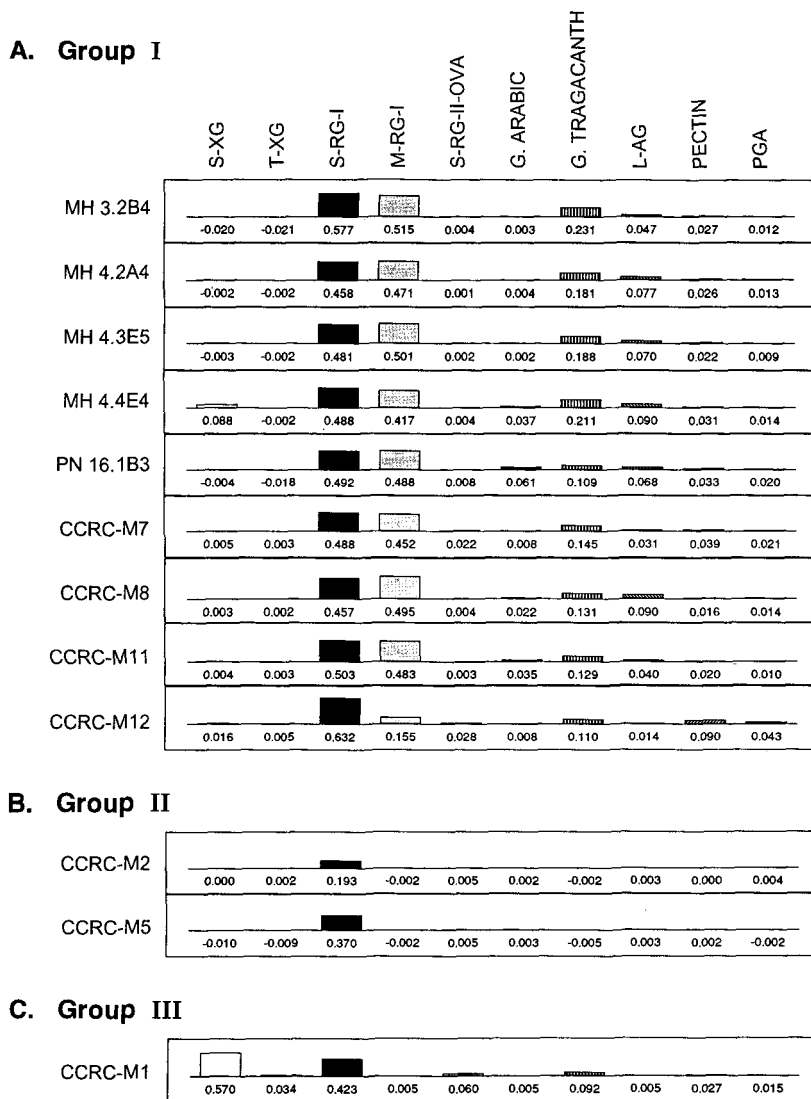 A. Group I
S-XG T-XG S-RG-I M-RG-I S-RG-II-OVA G. ARABIC G. TRAGACANTH L-AG PECTIN PGA
MH 3.2B4
-0.020 -0.021 0.577 0.515 0.004 0.003 0.231 0.047 0.027 0.012
MH 4.2A4
-0.002 -0.002 0.458 0.471 0.001 0.004 0.181 0.077 0.026 0.013
MH 4.3E5
-0.003 -0.002 0.481 0.501 0.002 0.002 0.188 0.070 0.022 0.009
MH 4.4E4
0.088 -0.002 0.488 0.417 0.004 0.037 0.211 0.090 0.031 0.014
PN 16.1B3
-0.004 -0.018 0.492 0.488 0.008 0.061 0.109 0.068 0.033 0.020
CCRC-M7
0.005 0.003 0.488 0.452 0.022 0.008 0.145 0.031 0.039 0.021
CCRC-M8
0.003 0.002 0.457 0.495 0.004 0.022 0.131 0.090 0.016 0.014
CCRC-M11
0.004 0.003 0.503 0.483 0.003 0.035 0.129 0.040 0.020 0.010
CCRC-M12
0.016 0.005 0.632 0.155 0.028 0.008 0.110 0.014 0.090 0.043
B. Group II
CCRC-M2
0.000 0.002 0.193 -0.002 0.005 0.002 -0.002 0.003 0.000 0.004
CCRC-M5
-0.010 -0.009 0.370 -0.002 0.005 0.003 -0.005 0.003 0.002 -0.002
C. Group III
CCRC-M1
0.570 0.034 0.423 0.005 0.060 0.005 0.092 0.005 0.027 0.015